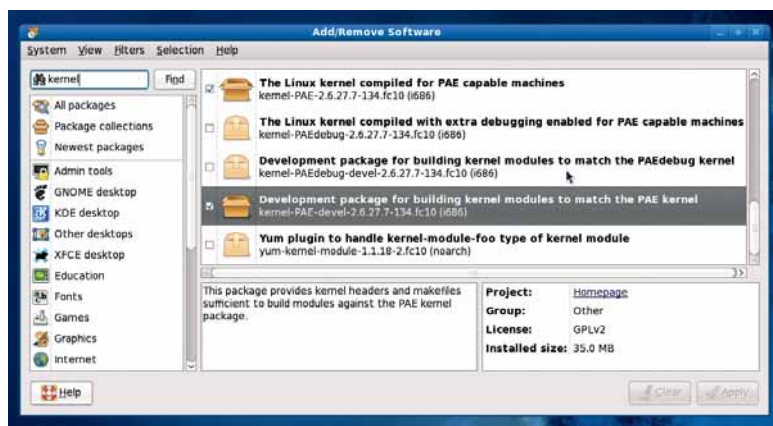 Add/Remove Software
System View Filters Selection Help
kernel Find
All packages
Package collections
Newest packages
Admin tools
GNOME desktop
KDE desktop
Other desktops
XFCE desktop
Education
Fonts
Games
Graphics
Internet
The Linux kernel compiled for PAE capable machines
kernel-PAE-2.6.27.7-134.fc10 (i686)
The Linux kernel compiled with extra debugging enabled for PAE capable machines
kernel-PAEdebug-2.6.27.7-134.fc10 (i686)
Development package for building kernel modules to match the PAEdebug kernel
kernel-PAEdebug-devel-2.6.27.7-134.fc10 (i686)
Development package for building kernel modules to match the PAE kernel
kernel-PAE-devel-2.6.27.7-134.fc10 (i686)
Yum plugin to handle kernel-module-foo type of kernel module
yum-kernel-module-1.1.18-2.fc10 (noarch)
This package provides kernel headers and makefiles
sufficient to build modules against the PAE kernel
package.
Project: Homepage
Group: Other
License: GPLv2
Installed size: 35.0 MB
Help Clear Apply